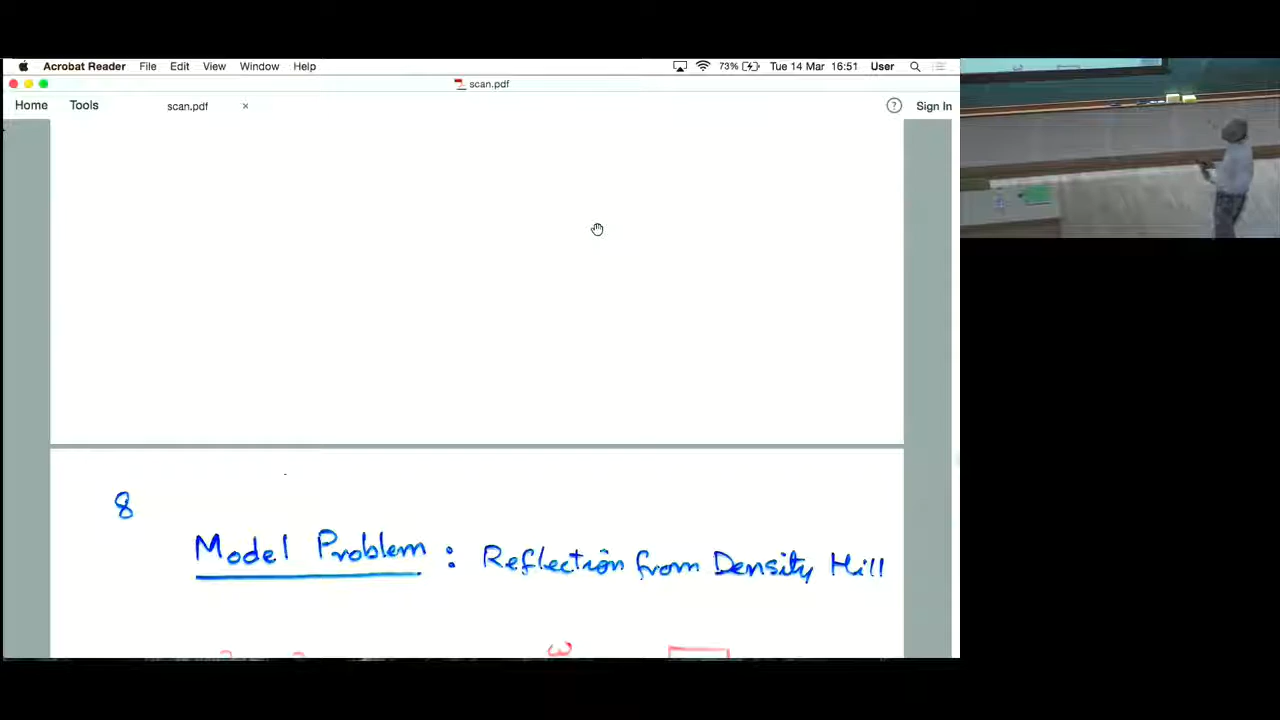 Acrobat Reader File Edit View Window Help 73% Tue 14 Mar 16:51 User
scan.pdf
Home Tools scan.pdf × ? Sign In
8
Model Problem : Reflection from Density Hill
ω